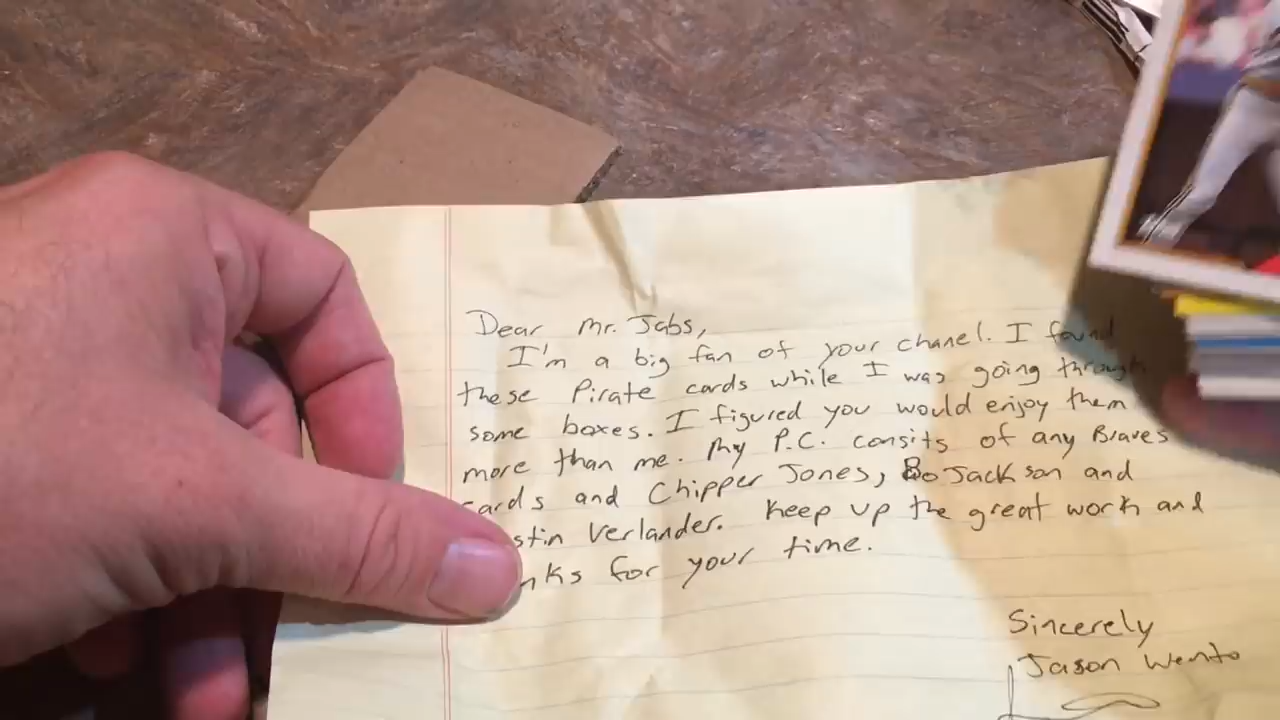 Dear Mr. Jabs,
I'm a big fan of your chanel. I found
these Pirate cards while I was going through
some boxes. I figured you would enjoy them
more than me. My P.C. consits of any Braves
cards and Chipper Jones, Bo Jackson and
stin Verlander. Keep up the great work and
nks for your time.
Sincerely
Jason Wento